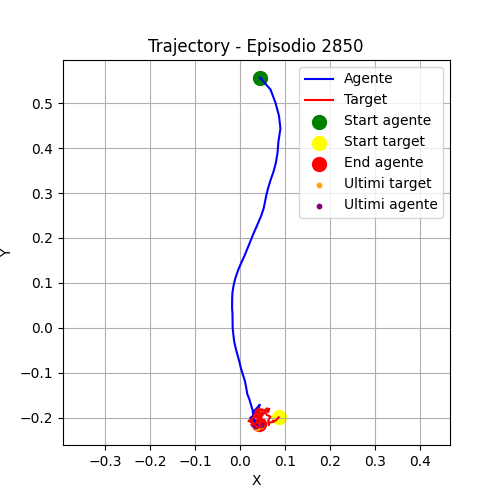 Trajectory - Episodio 2850
Agente
Target
Start agente
Start target
End agente
Ultimi target
Ultimi agente
Y
0.5
0.4
0.3
0.2
0.1
0.0
−0.1
−0.2
−0.3 −0.2 −0.1 0.0 0.1 0.2 0.3 0.4
X